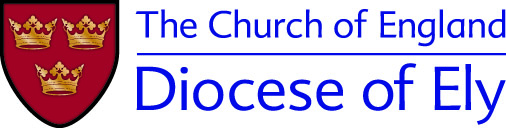 The Church of England
Diocese of Ely